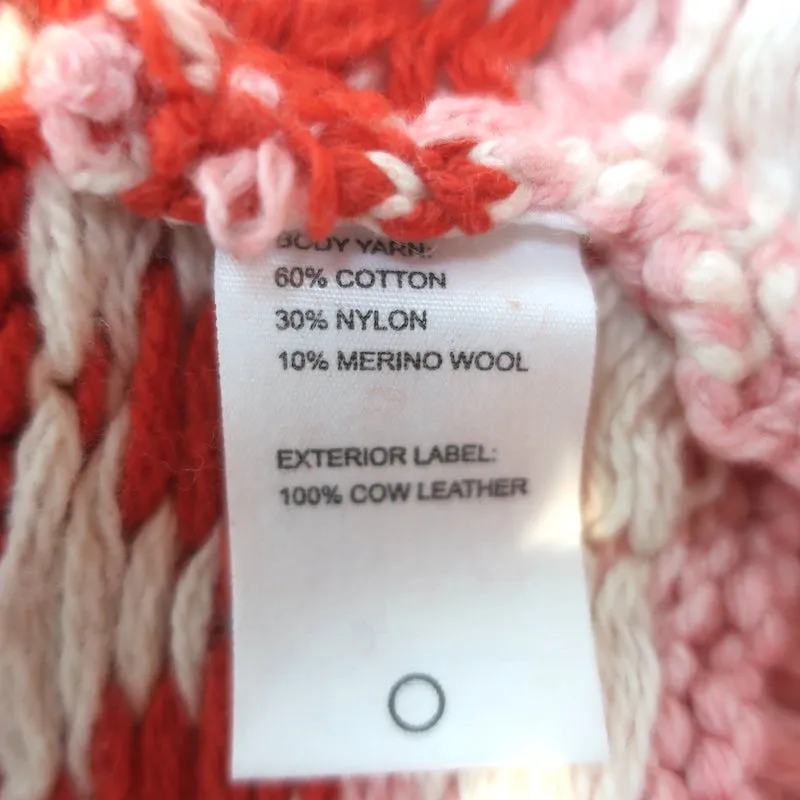 BODY YARN:
60% COTTON
30% NYLON
10% MERINO WOOL
EXTERIOR LABEL:
100% COW LEATHER